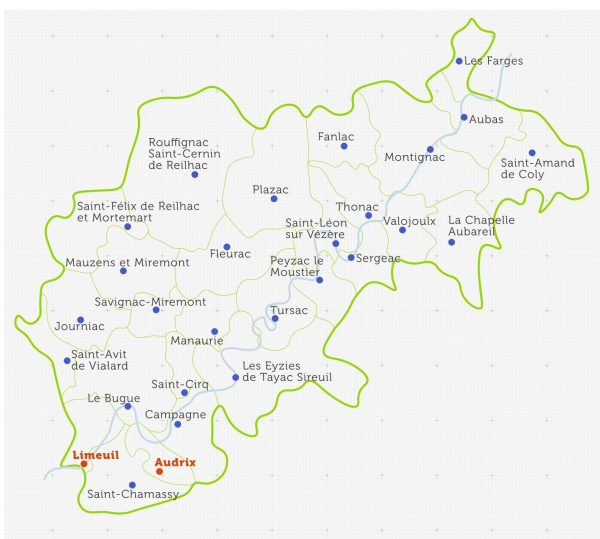 Les Farges
Aubas
Fanlac
Montignac
Rouffignac
Saint-Cernin
de Reilhac
Saint-Amand
de Coly
Plazac
Saint-Félix de Reilhac
et Mortemart
Thonac
Saint-Léon
sur Vézère
Valojoulx
La Chapelle
Aubareil
Fleurac
Sergeac
Mauzens et Miremont
Peyzac le
Moustier
Savignac-Miremont
Tursac
Journiac
Manaurie
Saint-Avit
de Vialard
Les Eyzies
de Tayac Sireuil
Saint-Cirq
Le Bugue
Campagne
Limeuil
Audrix
Saint-Chamassy